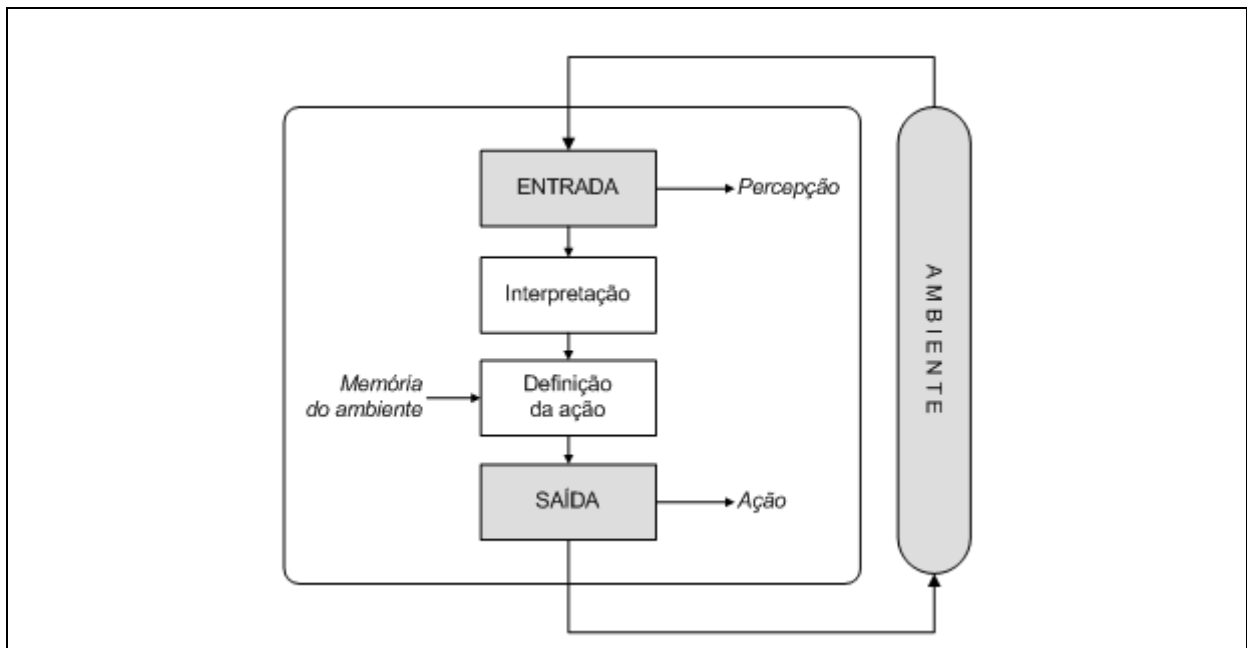 ENTRADA
Percepção
Interpretação
Memória
do ambiente
Definição
da ação
SAÍDA
Ação
AMBIENTE